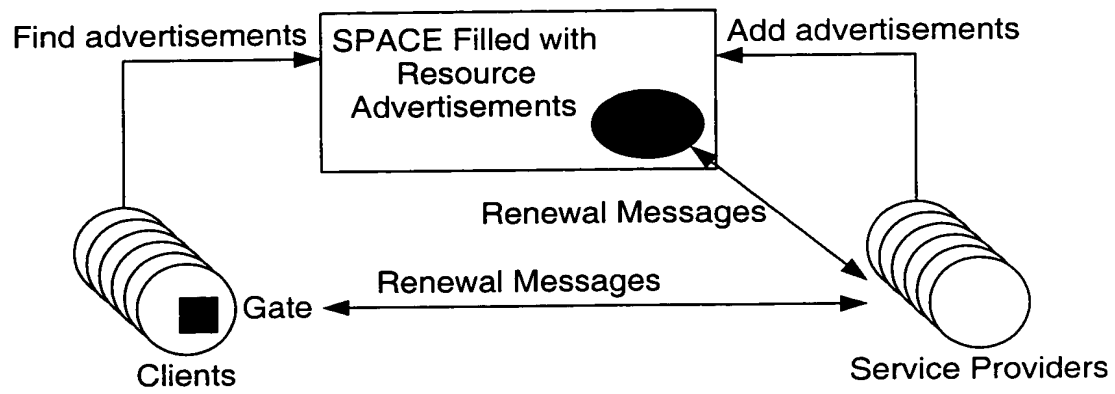 Find advertisements
SPACE Filled with
Resource
Advertisements
Add advertisements
Renewal Messages
Renewal Messages
Gate
Clients
Service Providers